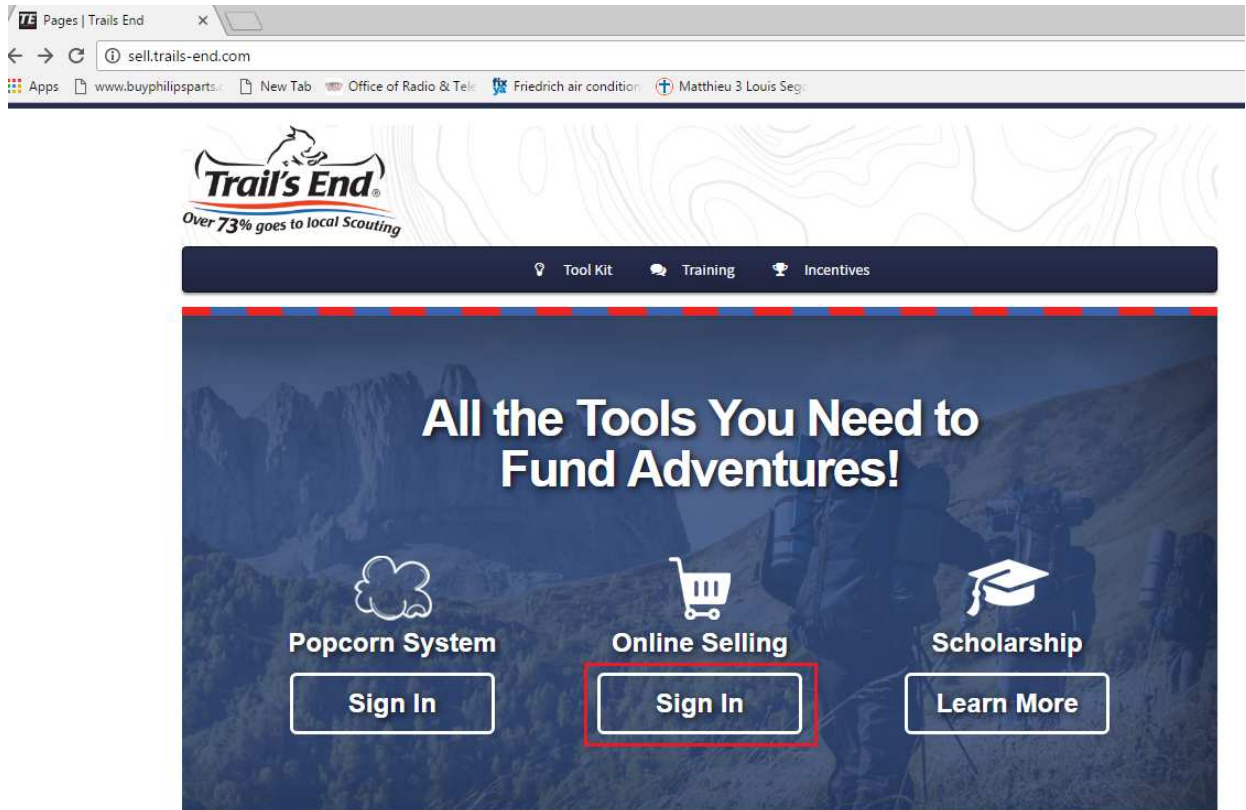 TE Pages | Trails End
sell.trails-end.com
Apps www.buyphilipsparts.c New Tab Office of Radio & Tele fix Friedrich air condition Matthieu 3 Louis Sego
Trail's End®
Over 73% goes to local Scouting
Tool Kit Training Incentives
All the Tools You Need to
Fund Adventures!
Popcorn System Online Selling Scholarship
Sign In Sign In Learn More